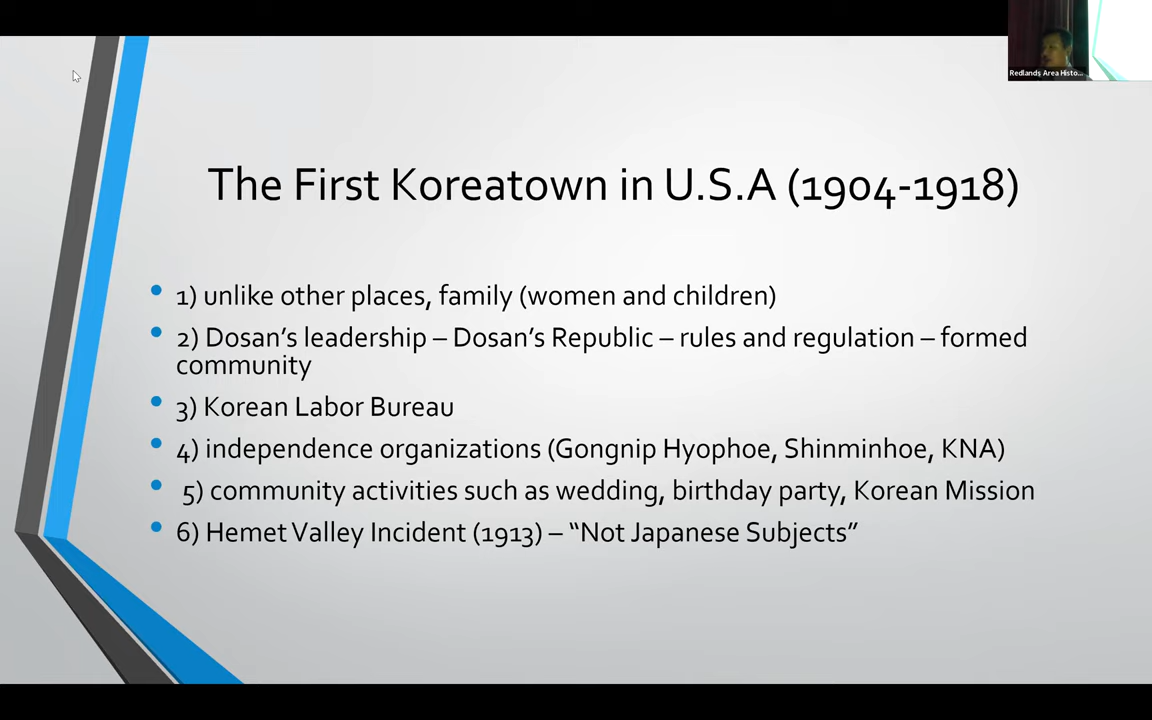 Redlands Area Histo...
The First Koreatown in U.S.A (1904-1918)
1) unlike other places, family (women and children)
2) Dosan’s leadership – Dosan’s Republic – rules and regulation – formed
community
3) Korean Labor Bureau
4) independence organizations (Gongnip Hyophoe, Shinminhoe, KNA)
5) community activities such as wedding, birthday party, Korean Mission
6) Hemet Valley Incident (1913) – “Not Japanese Subjects”